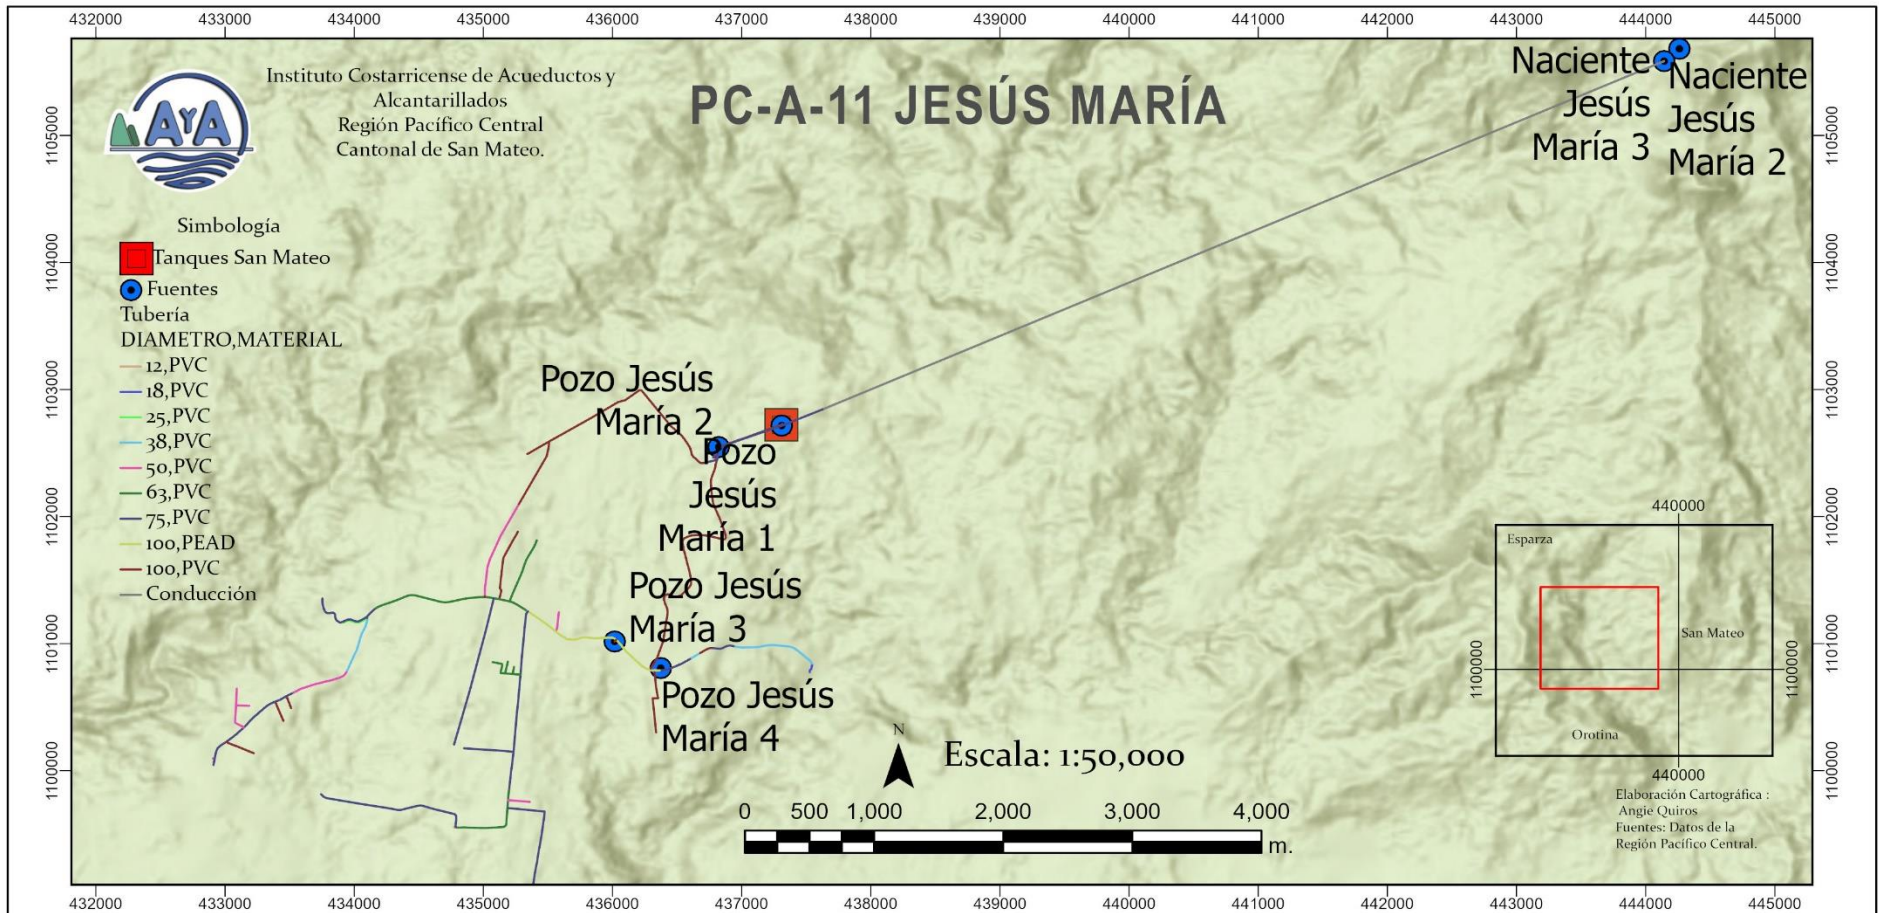 432000 433000 434000 435000 436000 437000 438000 439000 440000 441000 442000 443000 444000 445000
1105000
1104000
1103000
1102000
1101000
1100000
AYA
Instituto Costarricense de Acueductos y
Alcantarillados
Región Pacífico Central
Cantonal de San Mateo.
PC-A-11 JESÚS MARÍA
Naciente
Jesús
María 3
Naciente
Jesús
María 2
Simbología
Tanques San Mateo
Fuentes
Tubería
DIAMETRO,MATERIAL
12,PVC
18,PVC
25,PVC
38,PVC
50,PVC
63,PVC
75,PVC
100,PEAD
100,PVC
Conducción
Pozo Jesús
María 2
Pozo
Jesús
María 1
Pozo Jesús
María 3
Pozo Jesús
María 4
N
Escala: 1:50,000
0 500 1,000 2,000 3,000 4,000
m.
440000
Esparza
San Mateo
1100000
1100000
Orotina
440000
Elaboración Cartográfica :
Angie Quiros
Fuentes: Datos de la
Región Pacífico Central.
1105000
1104000
1103000
1102000
1101000
1100000
432000 433000 434000 435000 436000 437000 438000 439000 440000 441000 442000 443000 444000 445000